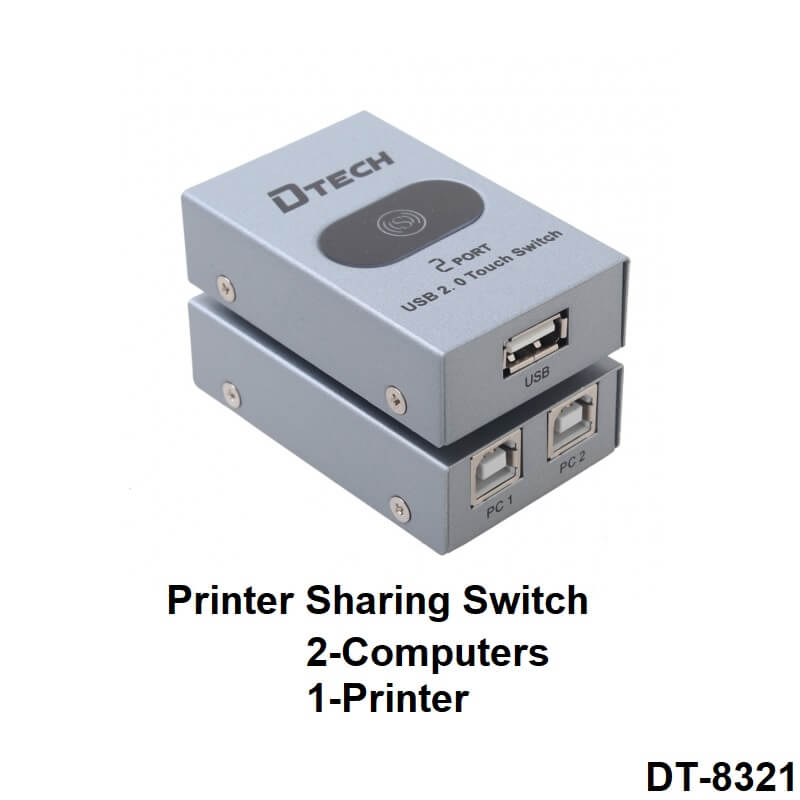 DTECH
2 PORT
USB 2.0 Touch Switch
USB
PC 1
PC 2
Printer Sharing Switch
2-Computers
1-Printer
DT-8321